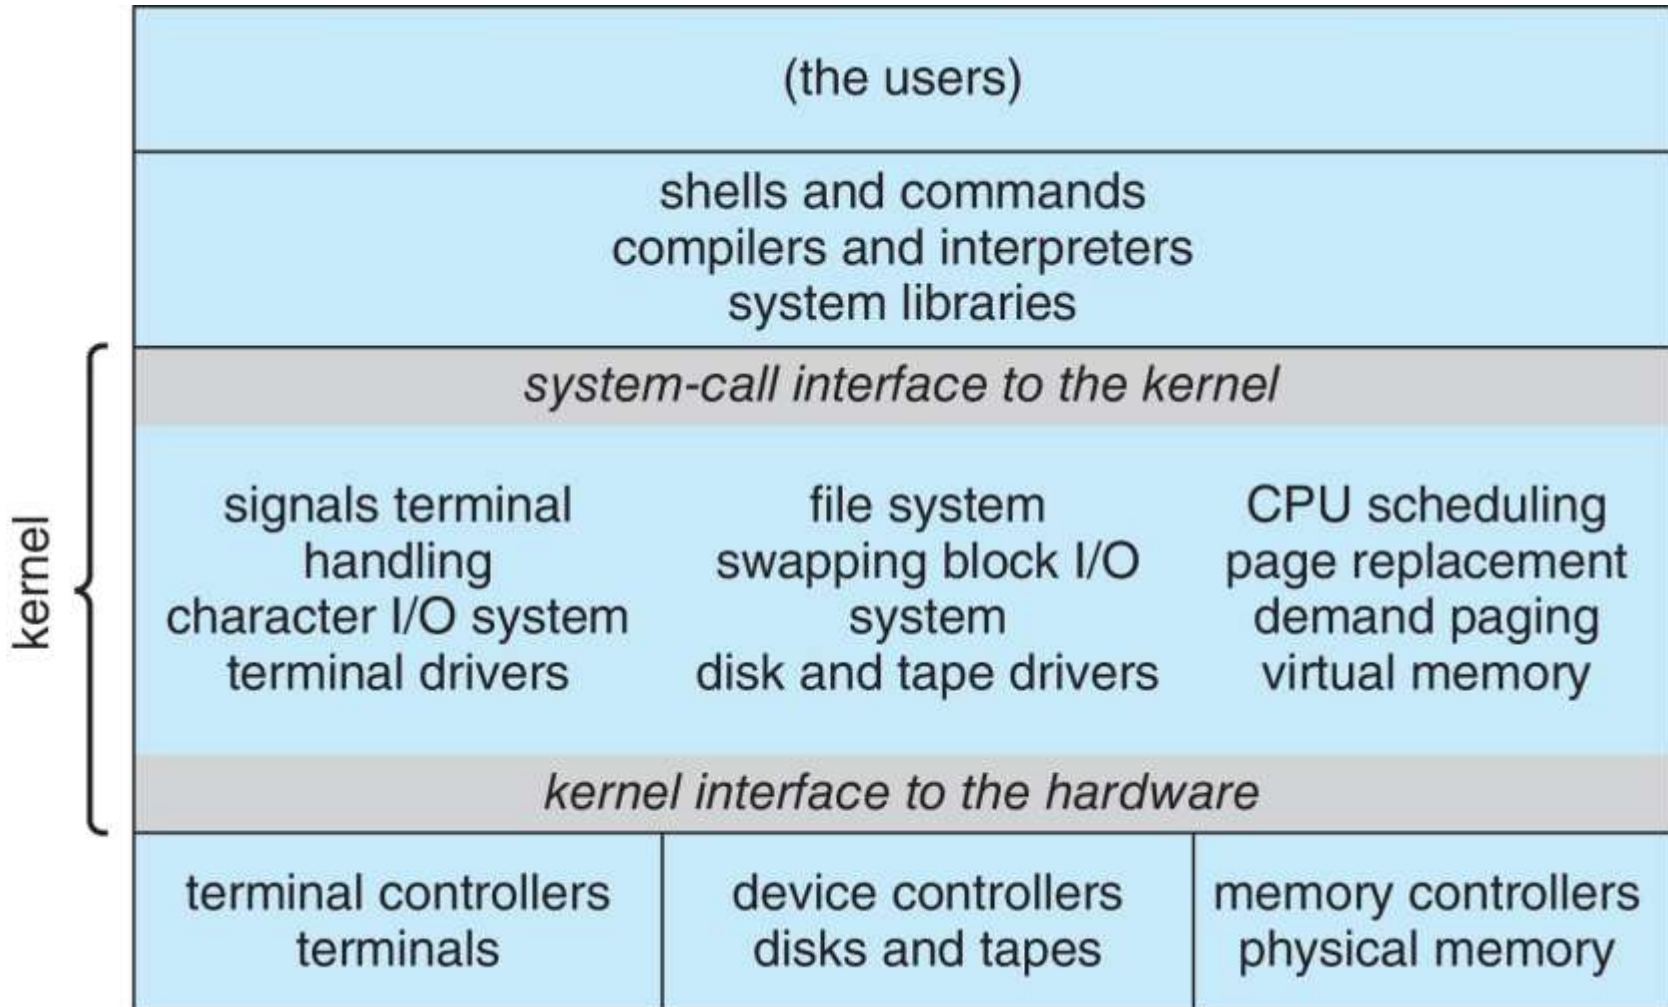 (the users)
shells and commands
compilers and interpreters
system libraries
kernel
system-call interface to the kernel
signals terminal
handling
character I/O system
terminal drivers
file system
swapping block I/O
system
disk and tape drivers
CPU scheduling
page replacement
demand paging
virtual memory
kernel interface to the hardware
terminal controllers
terminals
device controllers
disks and tapes
memory controllers
physical memory